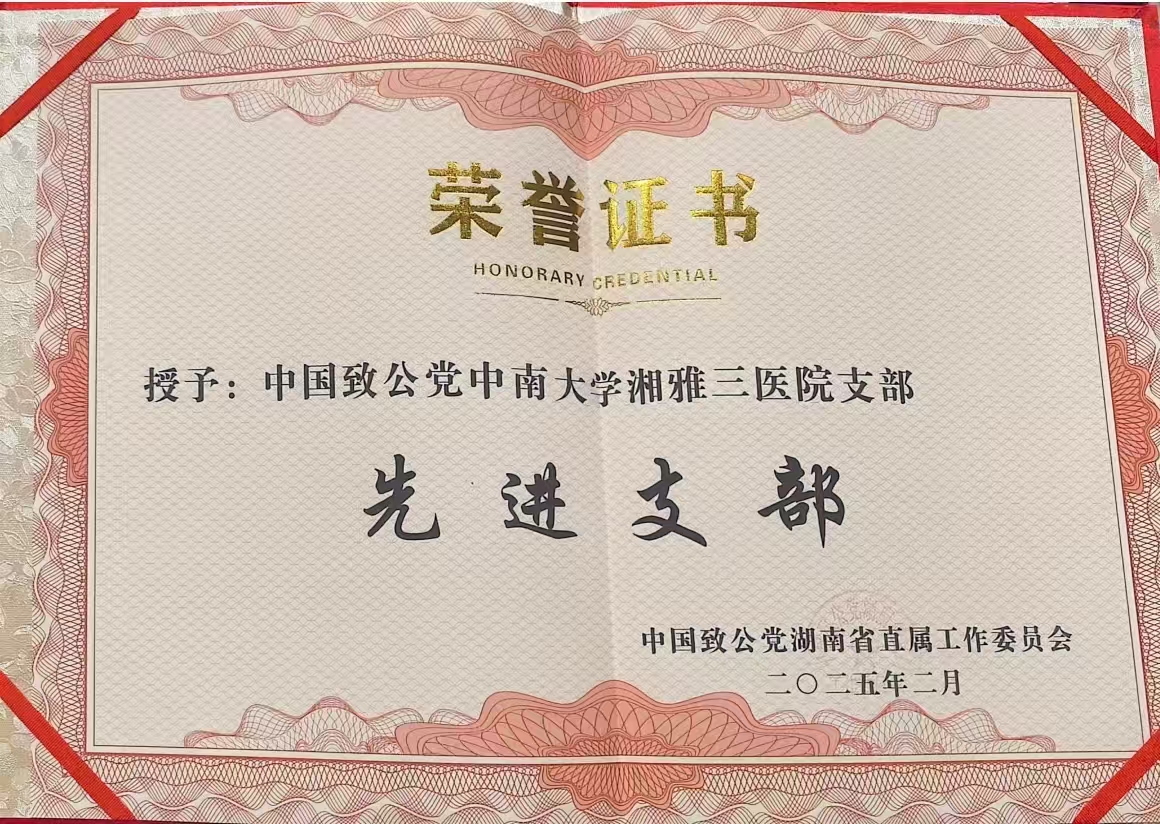 荣誉证书
HONORARY CREDENTIAL
授予：中国致公党中南大学湘雅三医院支部
先进支部
中国致公党湖南省直属工作委员会
二〇二五年二月